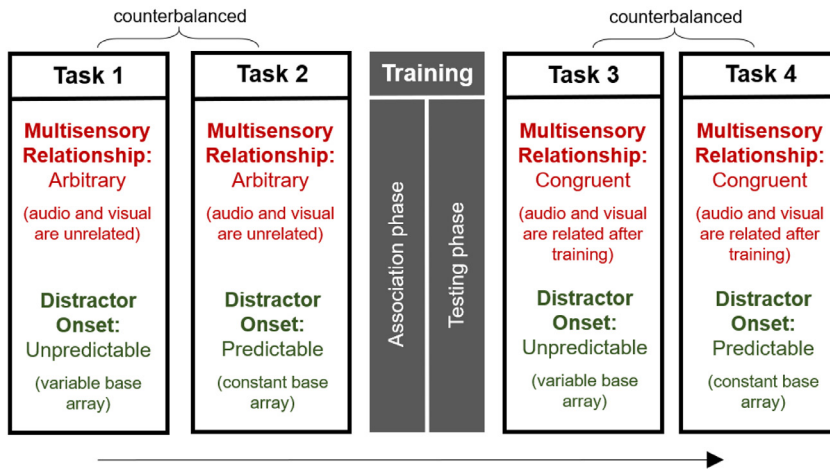 counterbalanced
counterbalanced
Task 1
Multisensory
Relationship:
Arbitrary
(audio and visual
are unrelated)
Distractor
Onset:
Unpredictable
(variable base
array)
Task 2
Multisensory
Relationship:
Arbitrary
(audio and visual
are unrelated)
Distractor
Onset:
Predictable
(constant base
array)
Training
Association phase
Testing phase
Task 3
Multisensory
Relationship:
Congruent
(audio and visual
are related after
training)
Distractor
Onset:
Unpredictable
(variable base
array)
Task 4
Multisensory
Relationship:
Congruent
(audio and visual
are related after
training)
Distractor
Onset:
Predictable
(constant base
array)